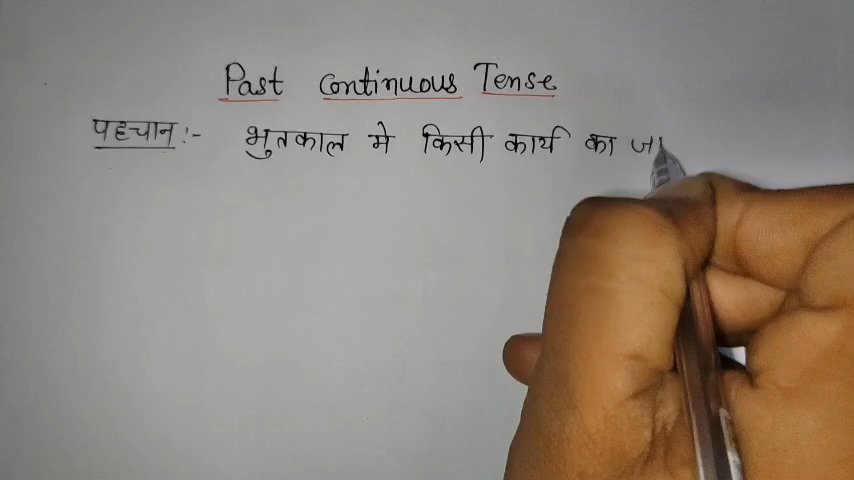 Past Continuous Tense
पहचान :- भुतकाल मे किसी कार्य का जा